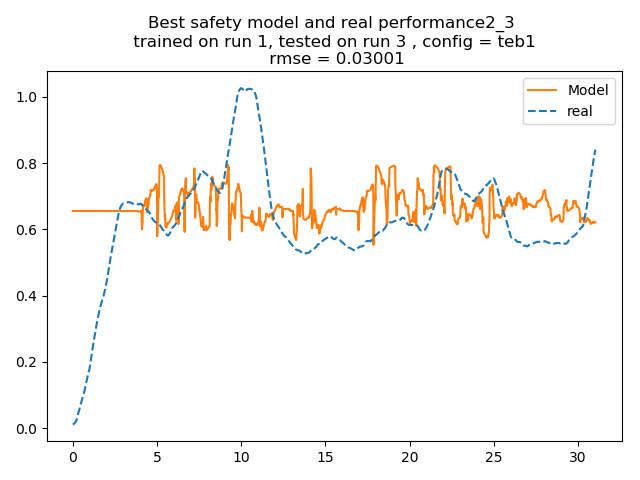 Best safety model and real performance2_3
trained on run 1, tested on run 3 , config = teb1
rmse = 0.03001
Model
real
1.0
0.8
0.6
0.4
0.2
0.0
0 5 10 15 20 25 30